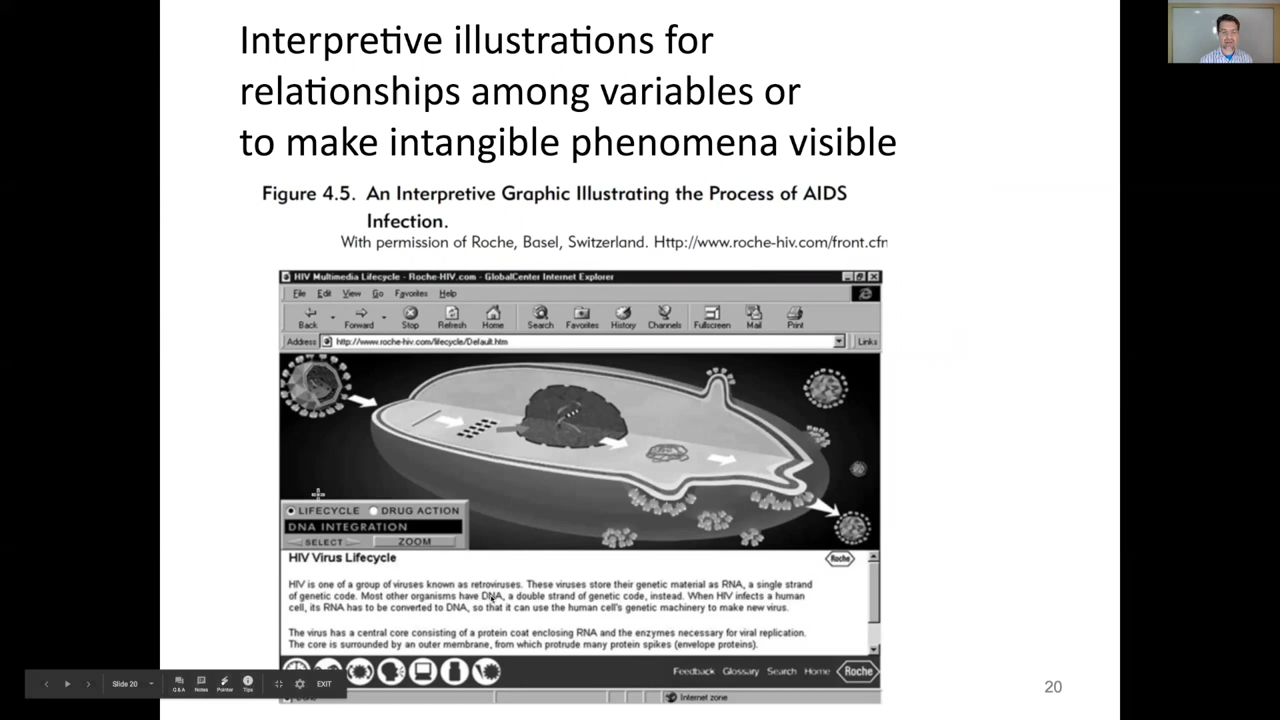 Interpretive illustrations for
relationships among variables or
to make intangible phenomena visible
Figure 4.5. An Interpretive Graphic Illustrating the Process of AIDS
Infection.
With permission of Roche, Basel, Switzerland. Http://www.roche-hiv.com/front.cfn
HIV Multimedia Lifecycle - Roche-HIV.com - GlobalCenter Internet Explorer
File Edit View Go Favorites Help
Back Forward Stop Refresh Home Search Favorites History Channels Fullscreen Mail Print
Address http://www.roche-hiv.com/lifecycle/Default.htm Links
LIFECYCLE DRUG ACTION
DNA INTEGRATION
SELECT ZOOM
HIV Virus Lifecycle
Roche
HIV is one of a group of viruses known as retroviruses. These viruses store their genetic material as RNA, a single strand
of genetic code. Most other organisms have DNA, a double strand of genetic code, instead. When HIV infects a human
cell, its RNA has to be converted to DNA, so that it can use the human cell's genetic machinery to make new virus.
The virus has a central core consisting of a protein coat enclosing RNA and the enzymes necessary for viral replication.
The core is surrounded by an outer membrane, from which protrude many protein spikes (envelope proteins).
Feedback Glossary Search Home Roche
Slide 20 Q&A Notes Pointer Tips EXIT
Internet zone
20